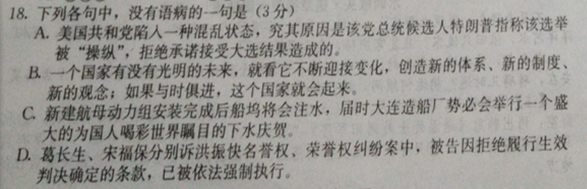 18. 下列各句中，没有语病的一句是（3分）
A. 美国共和党陷入一种混乱状态，究其原因是该党总统候选人特朗普指称该选举
被“操纵”，拒绝承诺接受大选结果造成的。
B. 一个国家有没有光明的未来，就看它不断迎接变化，创造新的体系、新的制度、
新的观念；如果与时俱进，这个国家就会起来。
C. 新建航母动力组安装完成后船坞将会注水，届时大连造船厂势必会举行一个盛
大的为国人喝彩世界瞩目的下水庆贺。
D. 葛长生、宋福保分别诉洪振快名誉权、荣誉权纠纷案中，被告因拒绝履行生效
判决确定的条款，已被依法强制执行。